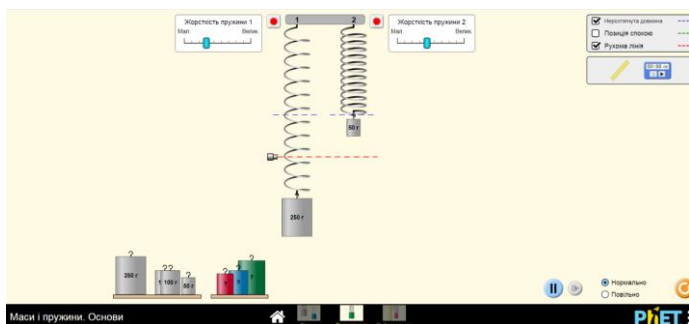 Жорсткість пружини 1
Мал.
Велик.
1
2
Жорсткість пружини 2
Мал.
Велик.
Нерозтягнута довжина
Позиція спокою
Рухома лінія
50 г
250 г
250 г
100 г
50 г
?
?
?
Нормально
Повільно
Маси і пружини. Основи
PhET